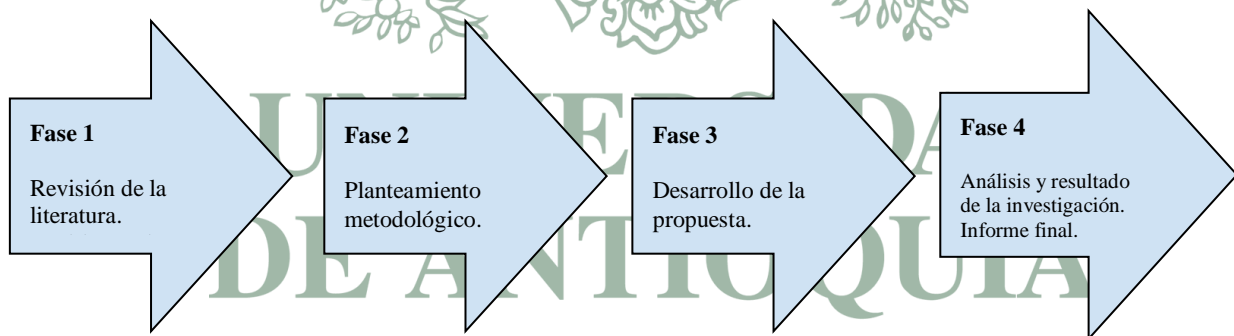 Fase 1
Revisión de la
literatura.
Fase 2
Planteamiento
metodológico.
Fase 3
Desarrollo de la
propuesta.
Fase 4
Análisis y resultado
de la investigación.
Informe final.
UNIVERSIDAD
DE ANTIOQUIA